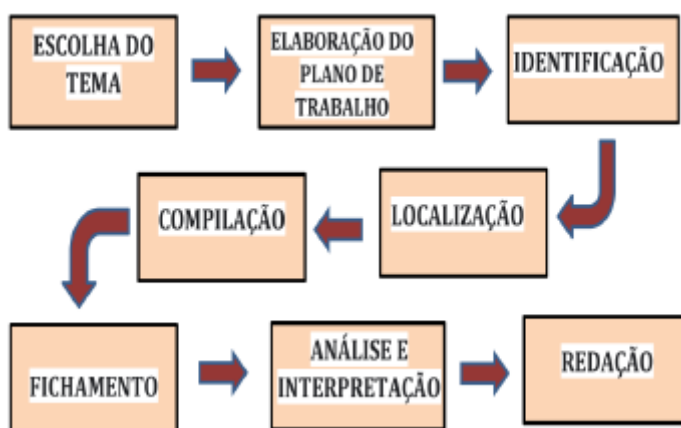 ESCOLHA DO
TEMA
ELABORAÇÃO DO
PLANO DE
TRABALHO
IDENTIFICAÇÃO
LOCALIZAÇÃO
COMPILAÇÃO
FICHAMENTO
ANÁLISE E
INTERPRETAÇÃO
REDAÇÃO